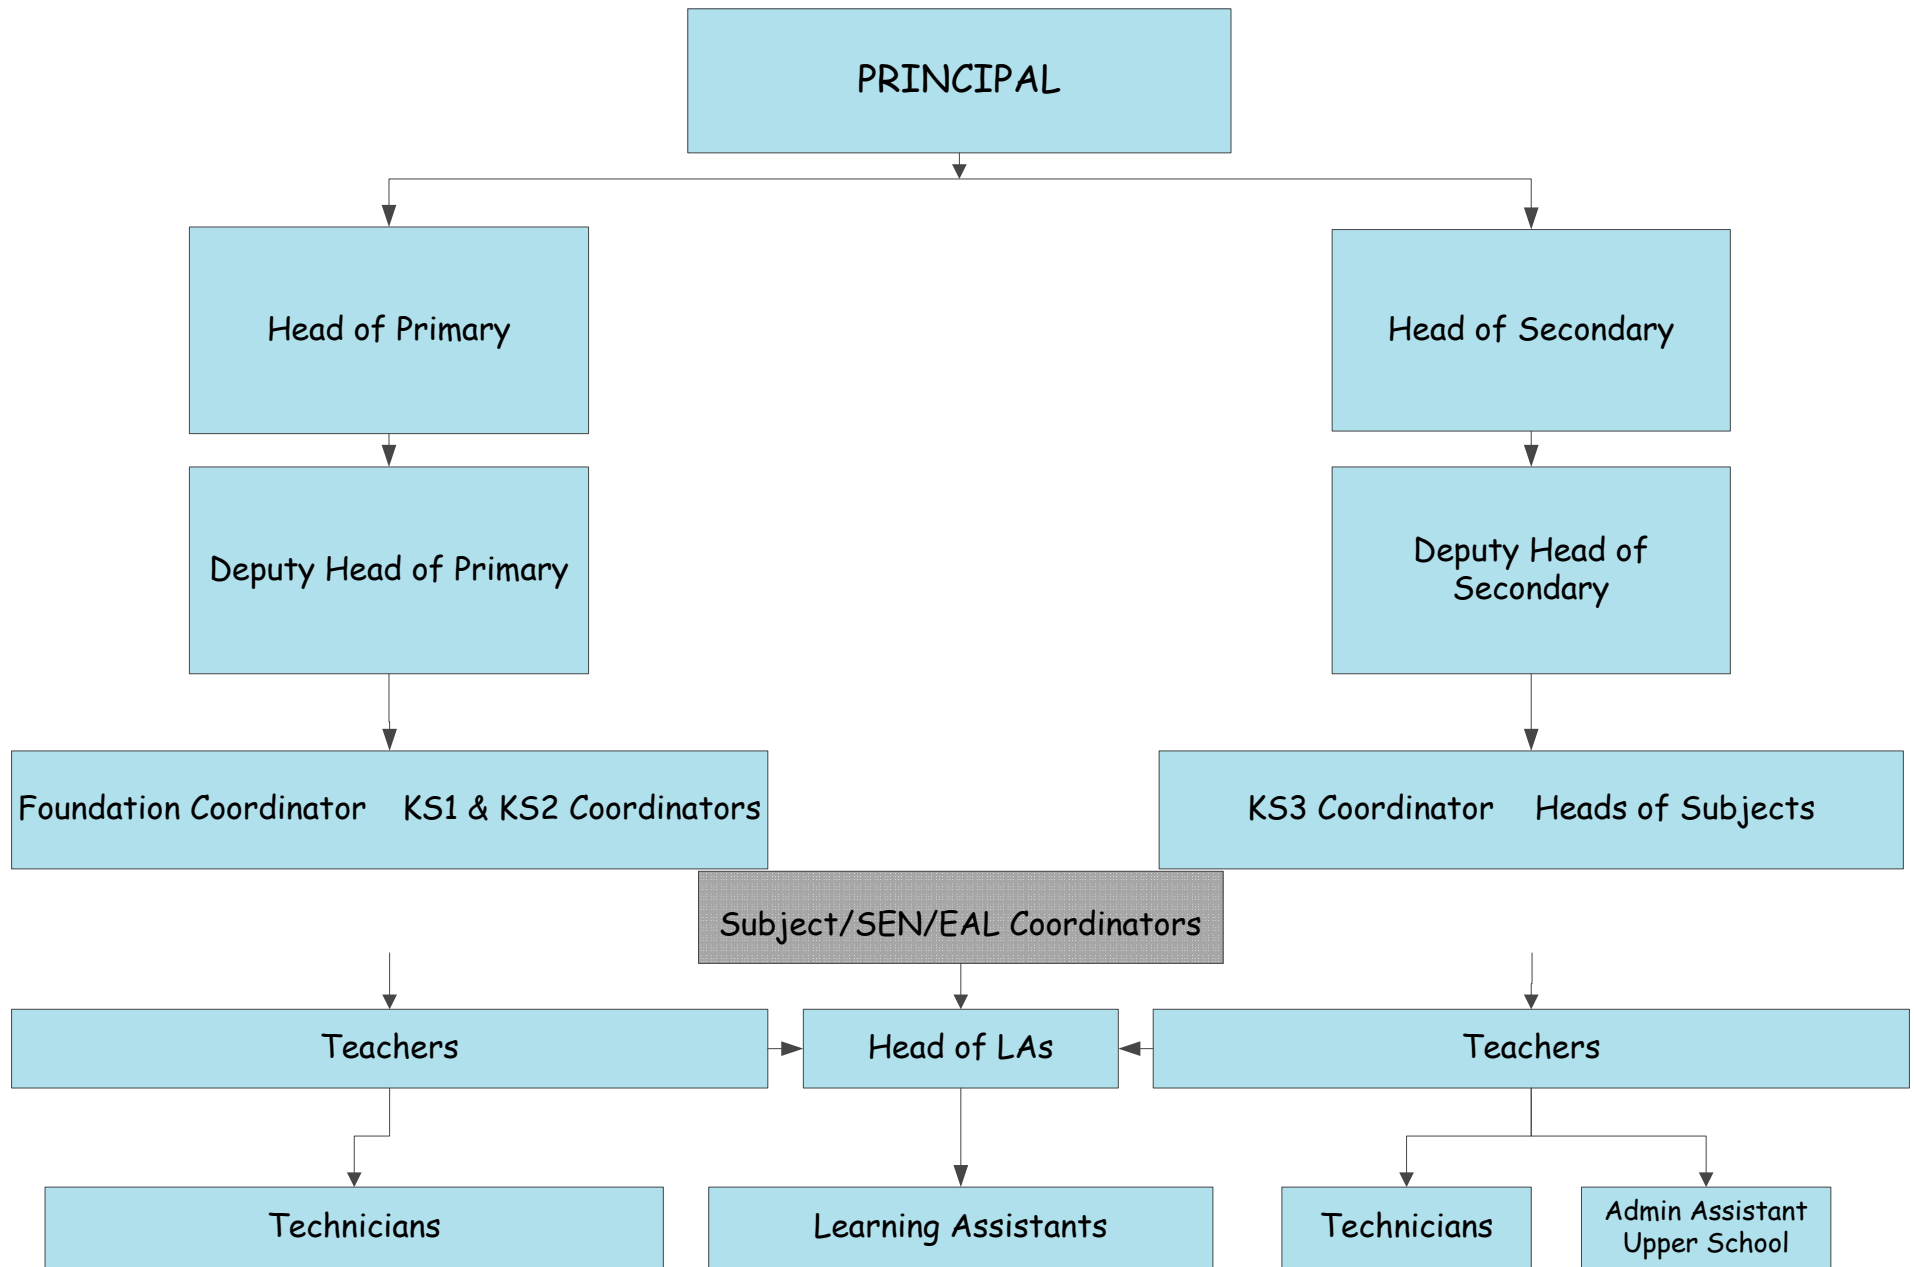 PRINCIPAL
Head of Primary
Head of Secondary
Deputy Head of Primary
Deputy Head of
Secondary
Foundation Coordinator KS1 & KS2 Coordinators
KS3 Coordinator Heads of Subjects
Subject/SEN/EAL Coordinators
Teachers
Head of LAs
Teachers
Technicians
Learning Assistants
Technicians
Admin Assistant
Upper School